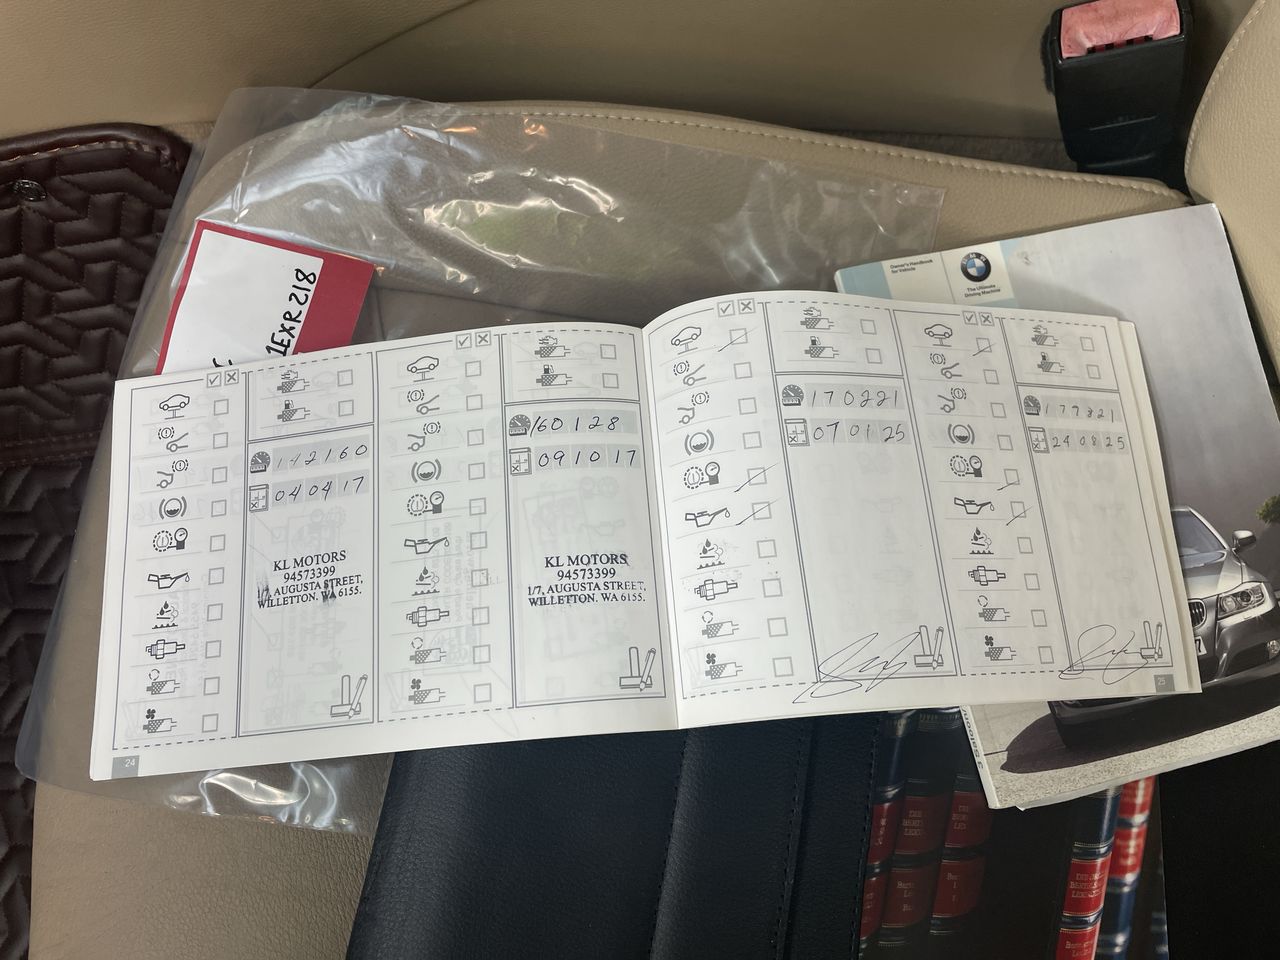 1EXR218
Owner's Handbook
for Vehicle
The Ultimate
Driving Machine
142160
04 04 17
KL MOTORS
94573399
1/7, AUGUSTA STREET,
WILLETTON. WA 6155.
24
160128
09 10 17
KL MOTORS
94573399
1/7, AUGUSTA STREET,
WILLETTON. WA 6155.
170221
07 01 25
177321
24 08 25
25